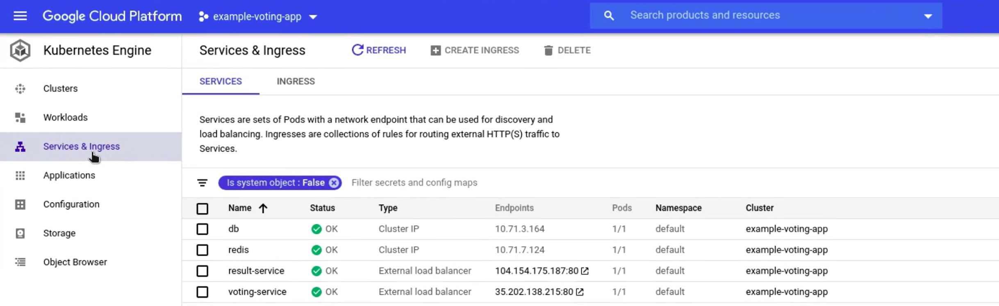 Google Cloud Platform example-voting-app Search products and resources
Kubernetes Engine
Services & Ingress REFRESH CREATE INGRESS DELETE
Clusters
Workloads
Services & Ingress
Applications
Configuration
Storage
Object Browser
SERVICES INGRESS
Services are sets of Pods with a network endpoint that can be used for discovery and
load balancing. Ingresses are collections of rules for routing external HTTP(S) traffic to
Services.
Is system object : False Filter secrets and config maps
Name Status Type Endpoints Pods Namespace Cluster
db OK Cluster IP 10.71.3.164 1/1 default example-voting-app
redis OK Cluster IP 10.71.7.124 1/1 default example-voting-app
result-service OK External load balancer 104.154.175.187:80 1/1 default example-voting-app
voting-service OK External load balancer 35.202.138.215:80 1/1 default example-voting-app